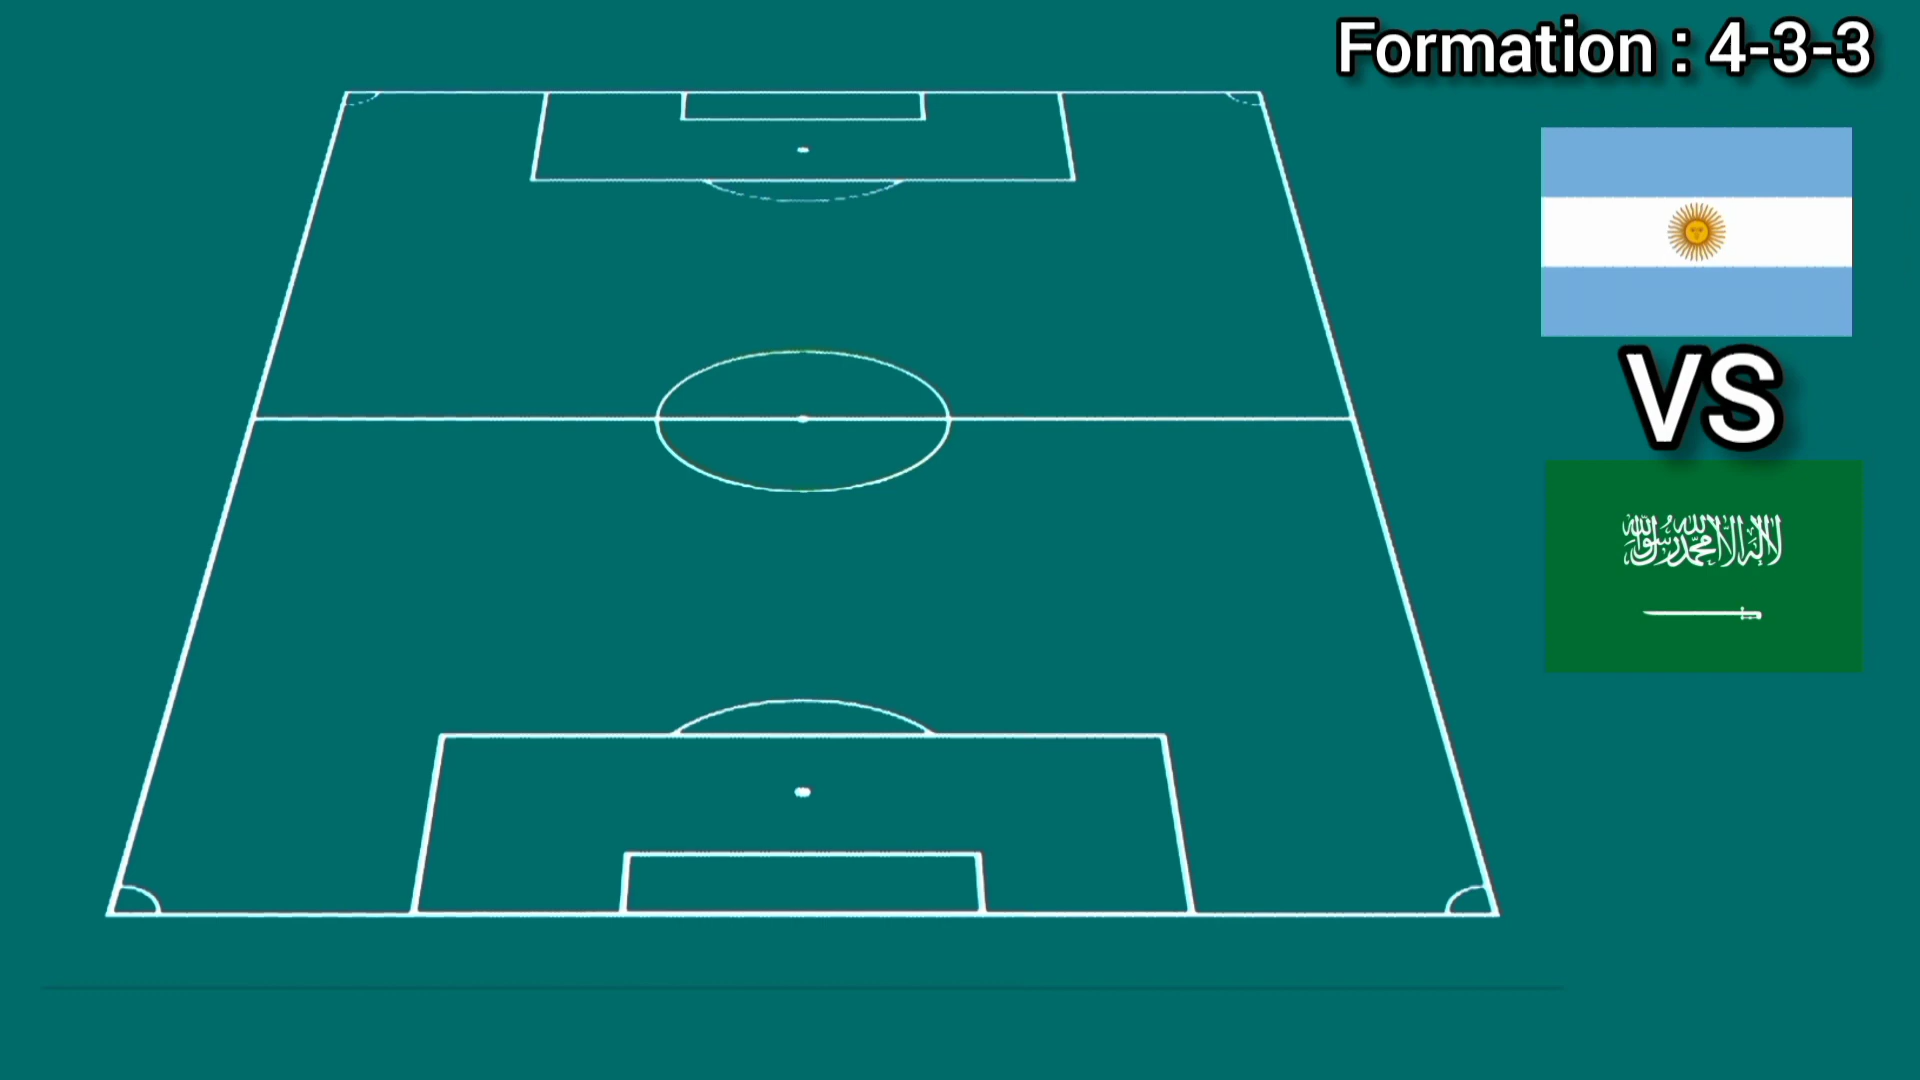 Formation : 4-3-3
VS
لا إله إلا الله محمد رسول الله